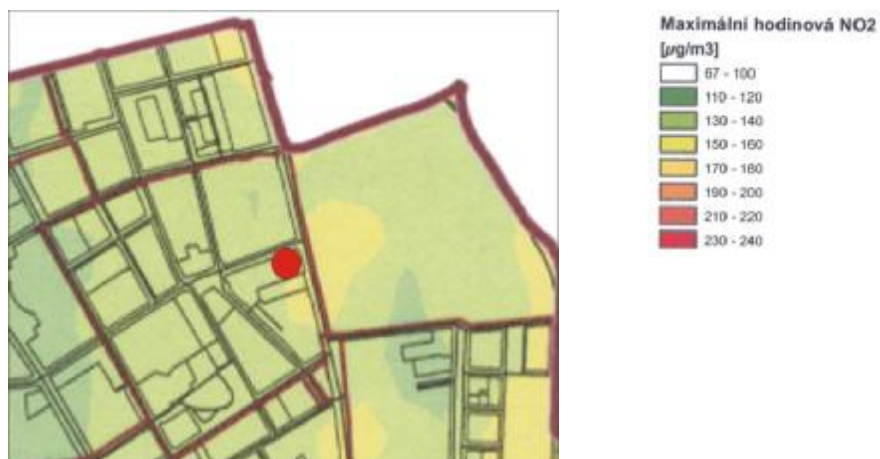 Maximální hodinová NO2
[µg/m3]
67 - 100
110 - 120
130 - 140
150 - 160
170 - 180
190 - 200
210 - 220
230 - 240